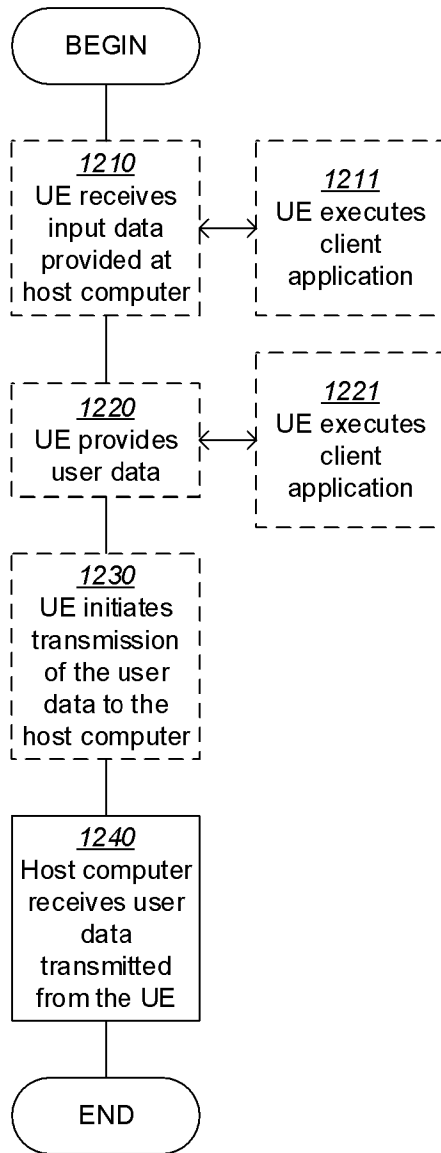 BEGIN
1210
UE receives
input data
provided at
host computer
1211
UE executes
client
application
1220
UE provides
user data
1221
UE executes
client
application
1230
UE initiates
transmission
of the user
data to the
host computer
1240
Host computer
receives user
data
transmitted
from the UE
END